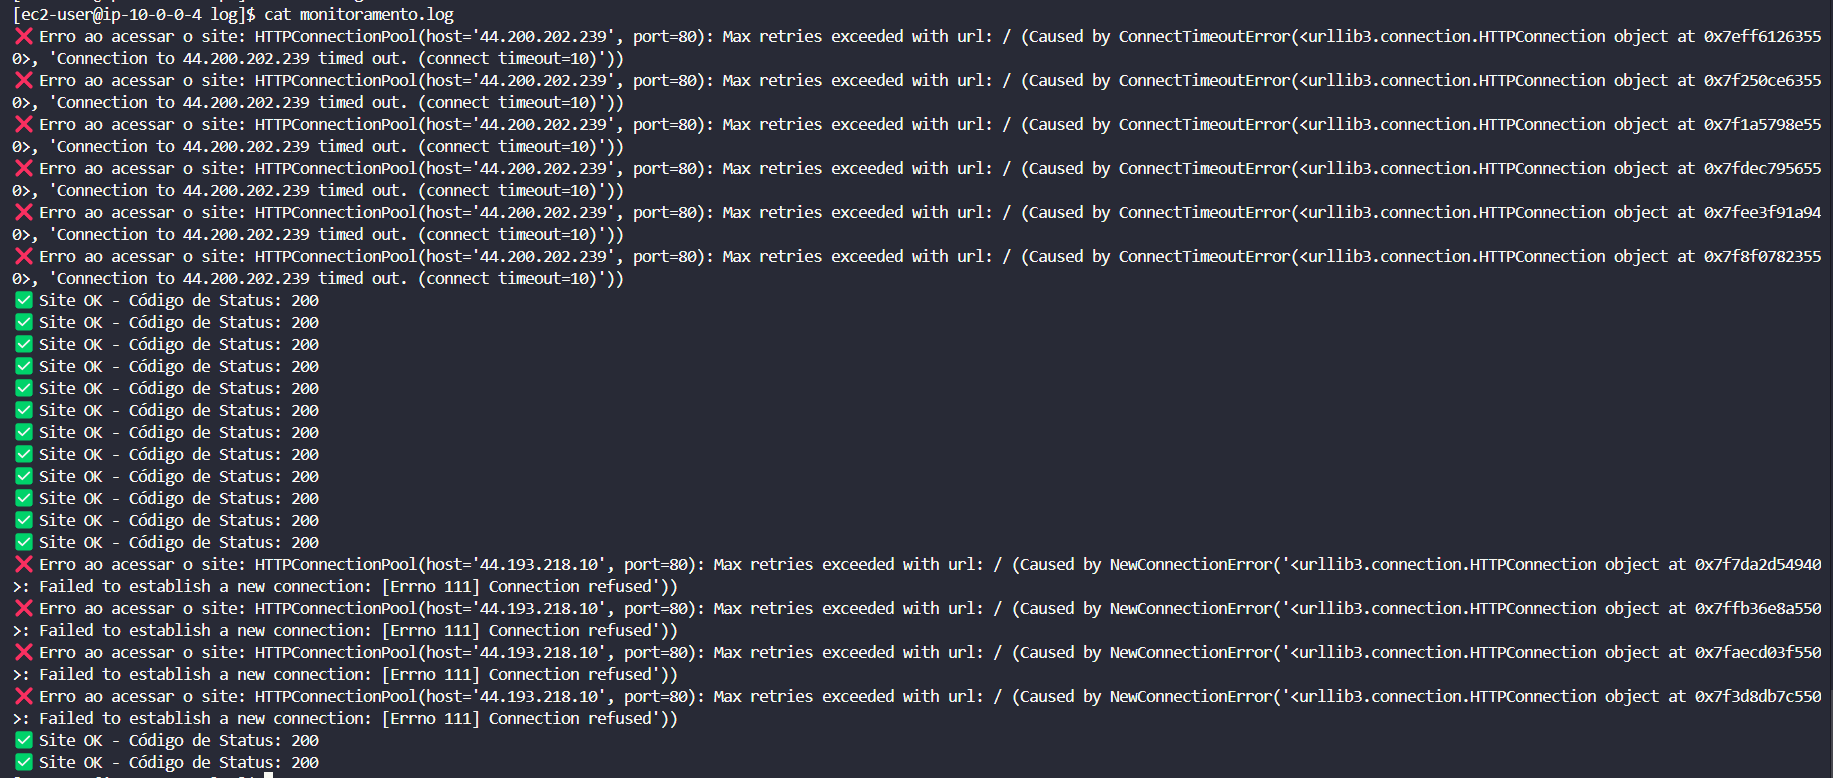 [ec2-user@ip-10-0-0-4 log]$ cat monitoramento.log
❌ Erro ao acessar o site: HTTPConnectionPool(host='44.200.202.239', port=80): Max retries exceeded with url: / (Caused by ConnectTimeoutError(<urllib3.connection.HTTPConnection object at 0x7eff6126355
0>, 'Connection to 44.200.202.239 timed out. (connect timeout=10)'))
❌ Erro ao acessar o site: HTTPConnectionPool(host='44.200.202.239', port=80): Max retries exceeded with url: / (Caused by ConnectTimeoutError(<urllib3.connection.HTTPConnection object at 0x7f250ce6355
0>, 'Connection to 44.200.202.239 timed out. (connect timeout=10)'))
❌ Erro ao acessar o site: HTTPConnectionPool(host='44.200.202.239', port=80): Max retries exceeded with url: / (Caused by ConnectTimeoutError(<urllib3.connection.HTTPConnection object at 0x7f1a5798e55
0>, 'Connection to 44.200.202.239 timed out. (connect timeout=10)'))
❌ Erro ao acessar o site: HTTPConnectionPool(host='44.200.202.239', port=80): Max retries exceeded with url: / (Caused by ConnectTimeoutError(<urllib3.connection.HTTPConnection object at 0x7fdec795655
0>, 'Connection to 44.200.202.239 timed out. (connect timeout=10)'))
❌ Erro ao acessar o site: HTTPConnectionPool(host='44.200.202.239', port=80): Max retries exceeded with url: / (Caused by ConnectTimeoutError(<urllib3.connection.HTTPConnection object at 0x7fee3f91a94
0>, 'Connection to 44.200.202.239 timed out. (connect timeout=10)'))
❌ Erro ao acessar o site: HTTPConnectionPool(host='44.200.202.239', port=80): Max retries exceeded with url: / (Caused by ConnectTimeoutError(<urllib3.connection.HTTPConnection object at 0x7f8f0782355
0>, 'Connection to 44.200.202.239 timed out. (connect timeout=10)'))
✅ Site OK - Código de Status: 200
✅ Site OK - Código de Status: 200
✅ Site OK - Código de Status: 200
✅ Site OK - Código de Status: 200
✅ Site OK - Código de Status: 200
✅ Site OK - Código de Status: 200
✅ Site OK - Código de Status: 200
✅ Site OK - Código de Status: 200
✅ Site OK - Código de Status: 200
✅ Site OK - Código de Status: 200
✅ Site OK - Código de Status: 200
✅ Site OK - Código de Status: 200
❌ Erro ao acessar o site: HTTPConnectionPool(host='44.193.218.10', port=80): Max retries exceeded with url: / (Caused by NewConnectionError('<urllib3.connection.HTTPConnection object at 0x7f7da2d54940
>: Failed to establish a new connection: [Errno 111] Connection refused'))
❌ Erro ao acessar o site: HTTPConnectionPool(host='44.193.218.10', port=80): Max retries exceeded with url: / (Caused by NewConnectionError('<urllib3.connection.HTTPConnection object at 0x7ffb36e8a550
>: Failed to establish a new connection: [Errno 111] Connection refused'))
❌ Erro ao acessar o site: HTTPConnectionPool(host='44.193.218.10', port=80): Max retries exceeded with url: / (Caused by NewConnectionError('<urllib3.connection.HTTPConnection object at 0x7faecd03f550
>: Failed to establish a new connection: [Errno 111] Connection refused'))
❌ Erro ao acessar o site: HTTPConnectionPool(host='44.193.218.10', port=80): Max retries exceeded with url: / (Caused by NewConnectionError('<urllib3.connection.HTTPConnection object at 0x7f3d8db7c550
>: Failed to establish a new connection: [Errno 111] Connection refused'))
✅ Site OK - Código de Status: 200
✅ Site OK - Código de Status: 200